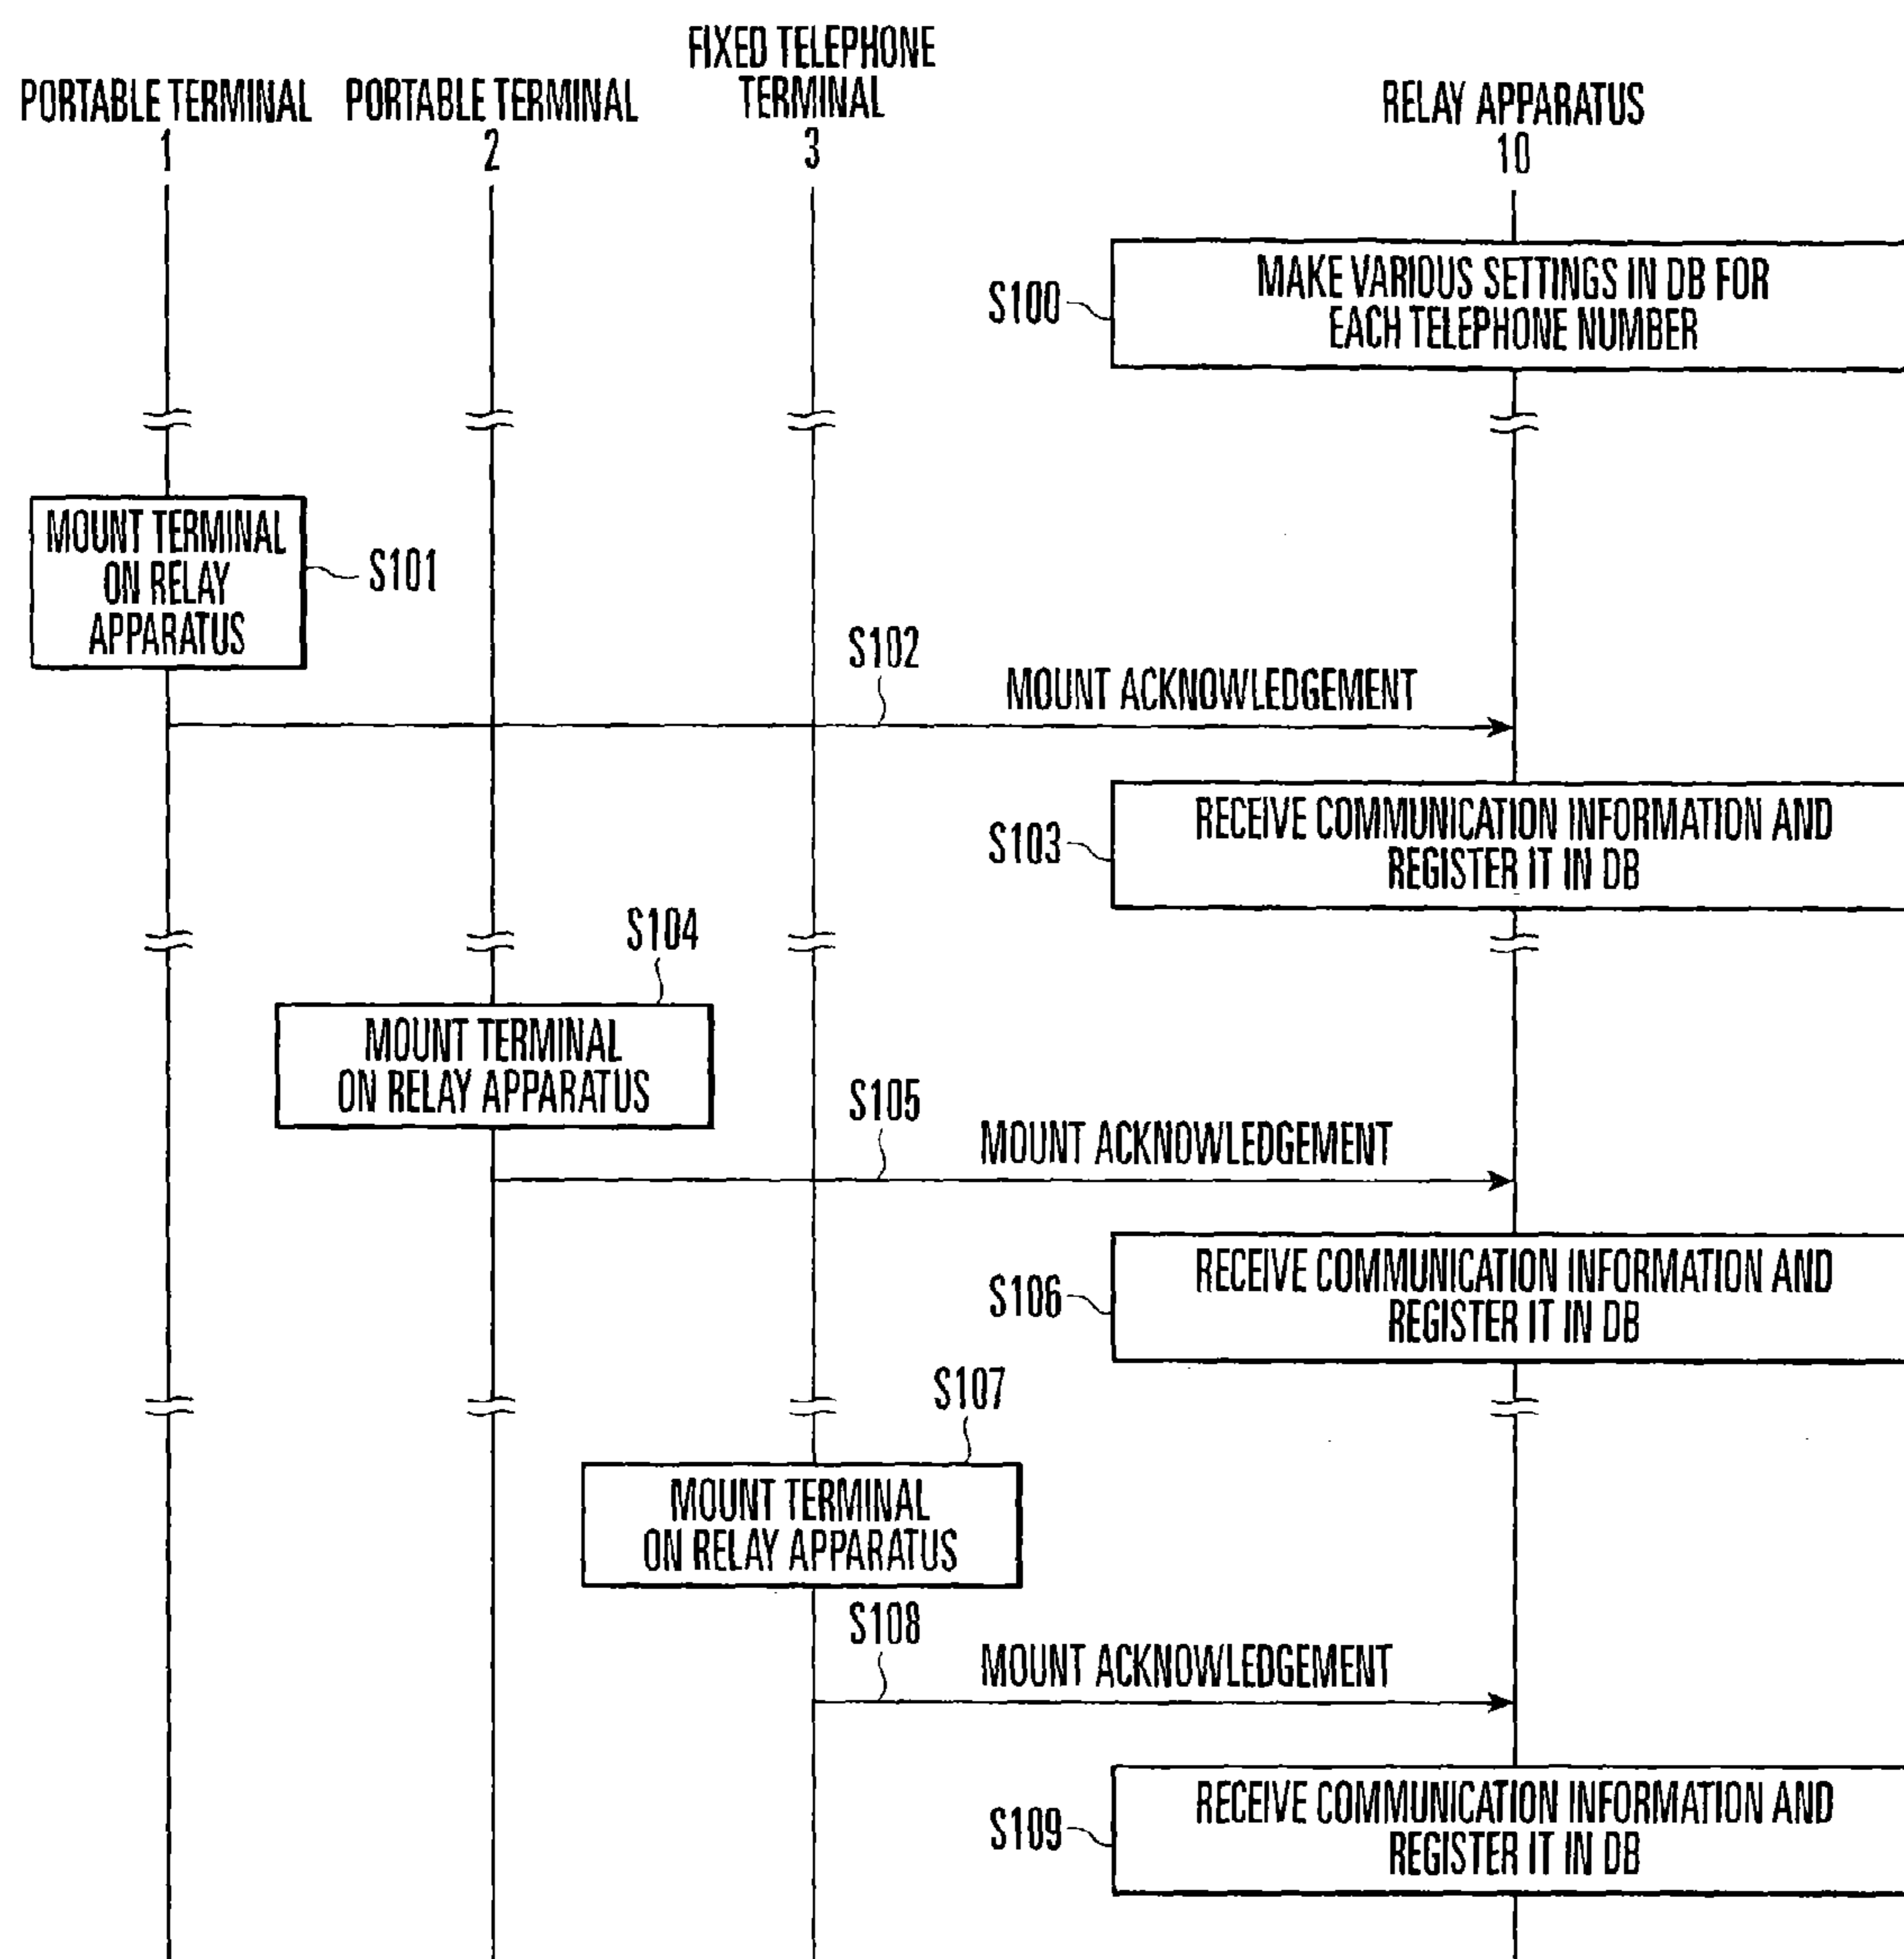 PORTABLE TERMINAL
1
PORTABLE TERMINAL
2
FIXED TELEPHONE
TERMINAL
3
RELAY APPARATUS
10
S100
MAKE VARIOUS SETTINGS IN DB FOR
EACH TELEPHONE NUMBER
MOUNT TERMINAL
ON RELAY
APPARATUS
S101
S102
MOUNT ACKNOWLEDGEMENT
S103
RECEIVE COMMUNICATION INFORMATION AND
REGISTER IT IN DB
S104
MOUNT TERMINAL
ON RELAY APPARATUS
S105
MOUNT ACKNOWLEDGEMENT
S106
RECEIVE COMMUNICATION INFORMATION AND
REGISTER IT IN DB
S107
MOUNT TERMINAL
ON RELAY APPARATUS
S108
MOUNT ACKNOWLEDGEMENT
S109
RECEIVE COMMUNICATION INFORMATION AND
REGISTER IT IN DB